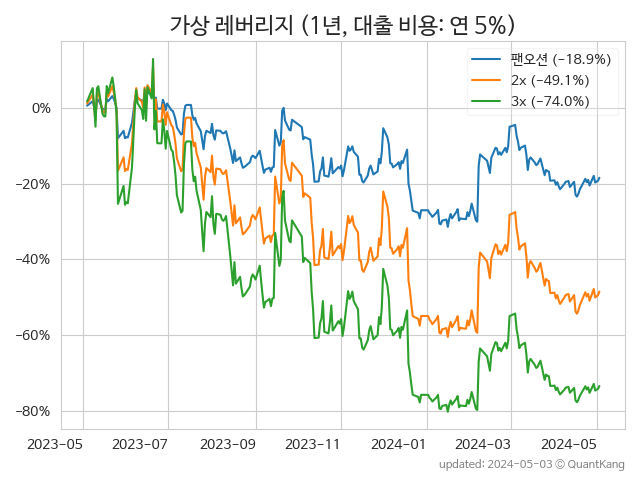 가상 레버리지 (1년, 대출 비용: 연 5%)
팬오션 (−18.9%)
2x (−49.1%)
3x (−74.0%)
0%
−20%
−40%
−60%
−80%
2023-05 2023-07 2023-09 2023-11 2024-01 2024-03 2024-05
updated: 2024-05-03 © QuantKang